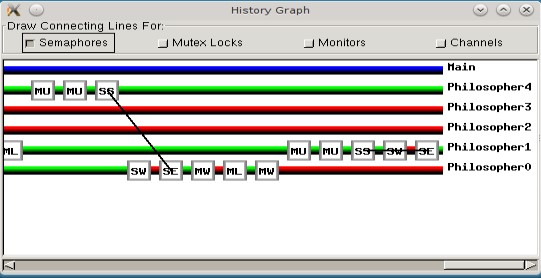 History Graph
Draw Connecting Lines For:
Semaphores Mutex Locks Monitors Channels
Main
MU MU SS Philosopher4
Philosopher3
Philosopher2
ML MU MU SS SW SE Philosopher1
SW SE MW ML MW Philosopher0